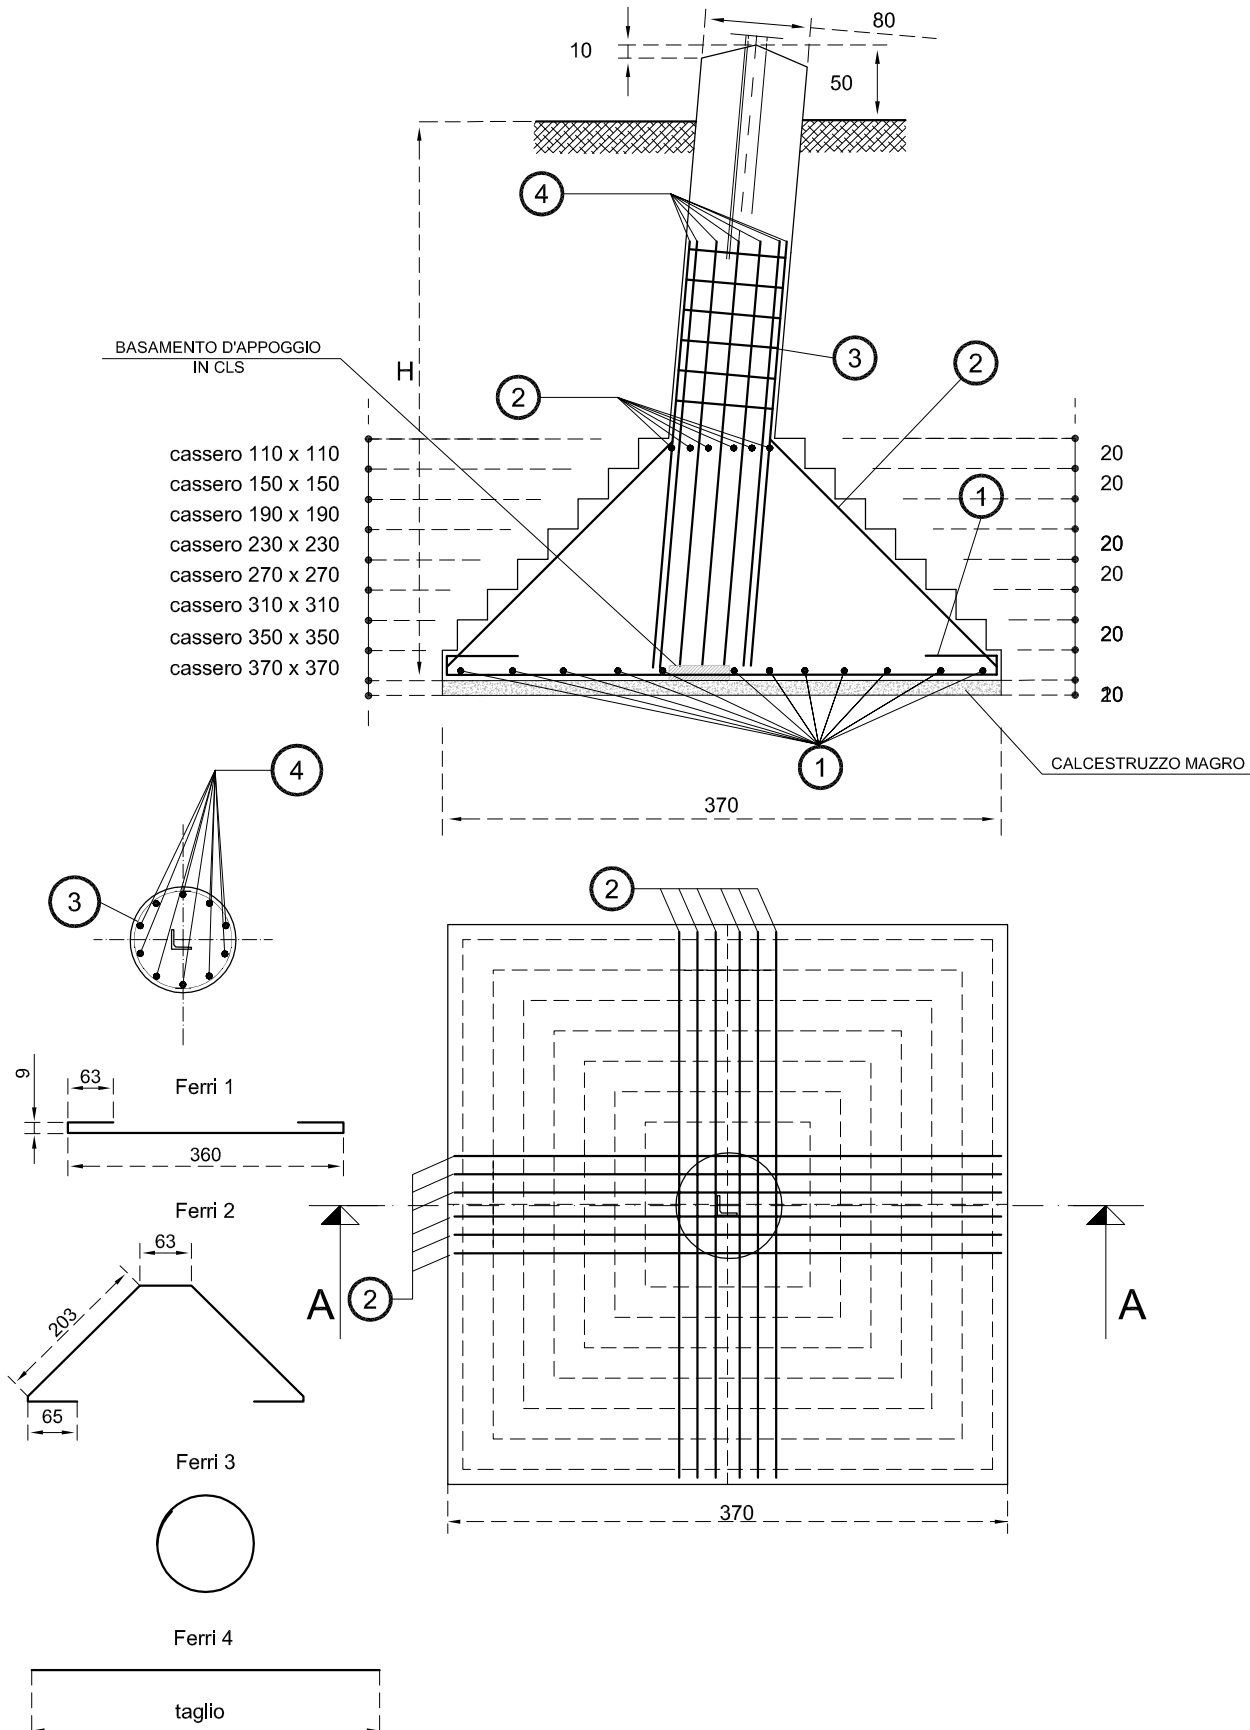 80
10
50
4
BASAMENTO D'APPOGGIO
IN CLS
H
3
2
2
cassero 110 x 110
20
cassero 150 x 150
20
1
cassero 190 x 190
cassero 230 x 230
20
cassero 270 x 270
20
cassero 310 x 310
cassero 350 x 350
20
cassero 370 x 370
1
CALCESTRUZZO MAGRO
370
4
3
2
9
63
Ferri 1
360
Ferri 2
63
203
65
A
2
A
Ferri 3
370
Ferri 4
taglio